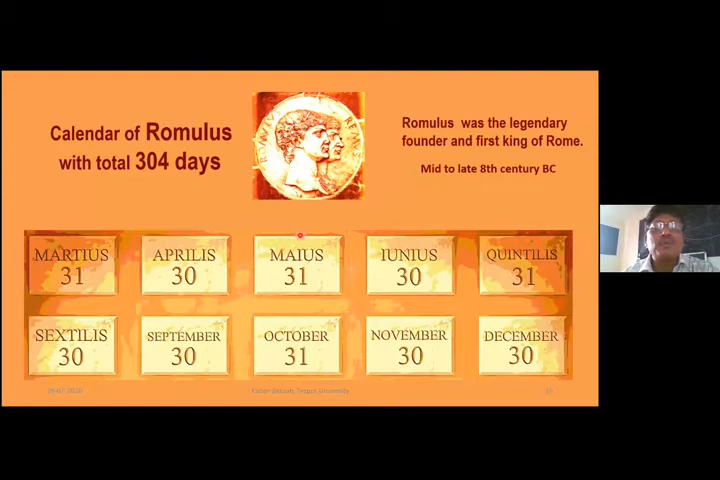 Calendar of Romulus
with total 304 days
Romulus was the legendary
founder and first king of Rome.
Mid to late 8th century BC
MARTIUS
31
APRILIS
30
MAIUS
31
IUNIUS
30
QUINTILIS
31
SEXTILIS
30
SEPTEMBER
30
OCTOBER
31
NOVEMBER
30
DECEMBER
30
University